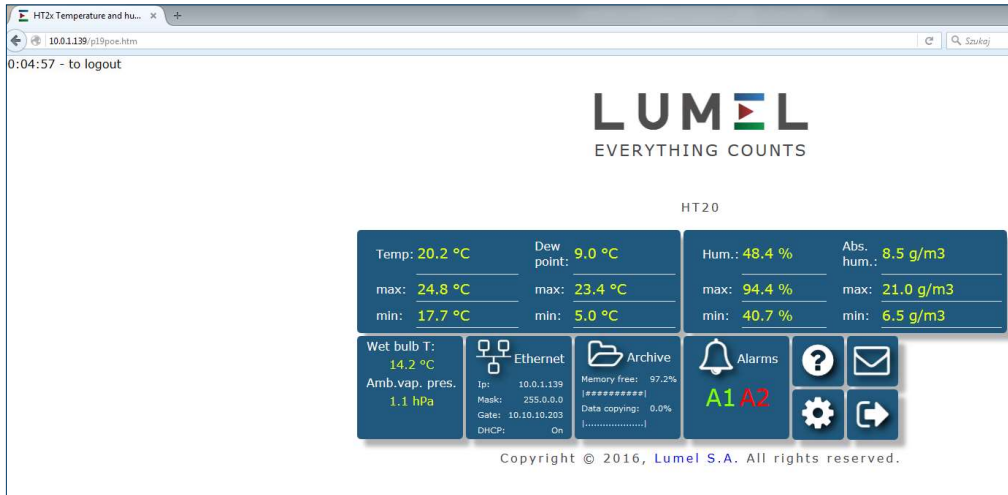 HT2x Temperature and hu... × +
10.0.1.139/p19poe.htm
Szukaj
0:04:57 - to logout
LUMEL
EVERYTHING COUNTS
HT20
Temp: 20.2 °C
Dew point: 9.0 °C
Hum.: 48.4 %
Abs. hum.: 8.5 g/m3
max: 24.8 °C
max: 23.4 °C
max: 94.4 %
max: 21.0 g/m3
min: 17.7 °C
min: 5.0 °C
min: 40.7 %
min: 6.5 g/m3
Wet bulb T:
14.2 °C
Amb.vap. pres.
1.1 hPa
Ethernet
Ip: 10.0.1.139
Mask: 255.0.0.0
Gate: 10.10.10.203
DHCP: On
Archive
Memory free: 97.2%
|##########|
Data copying: 0.0%
|....................|
Alarms
A1 A2
?
Copyright © 2016, Lumel S.A. All rights reserved.